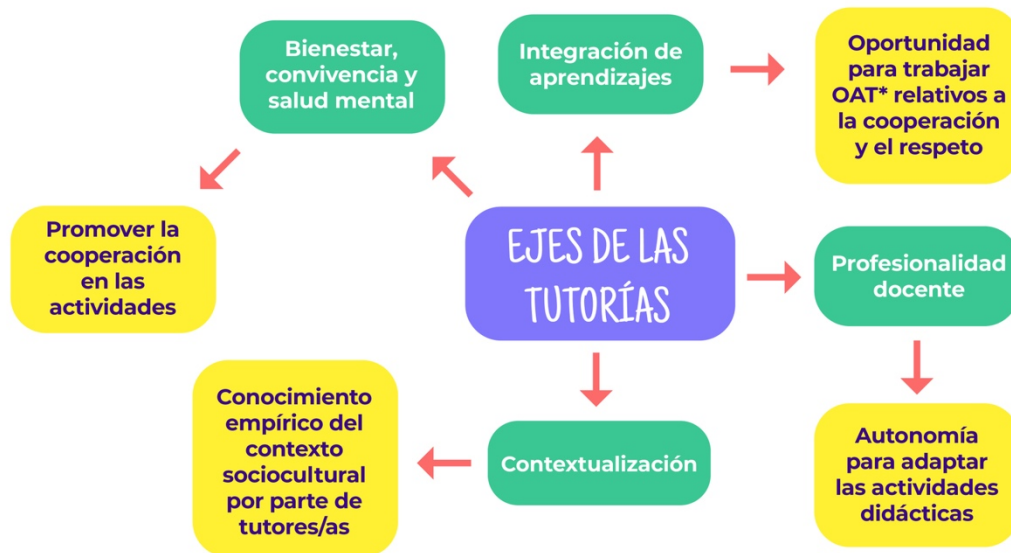 Bienestar,
convivencia y
salud mental
Integración de
aprendizajes
Oportunidad
para trabajar
OAT* relativos a
la cooperación
y el respeto
Promover la
cooperación
en las
actividades
EJES DE LAS
TUTORÍAS
Profesionalidad
docente
Conocimiento
empírico del
contexto
sociocultural
por parte de
tutores/as
Contextualización
Autonomía
para adaptar
las actividades
didácticas